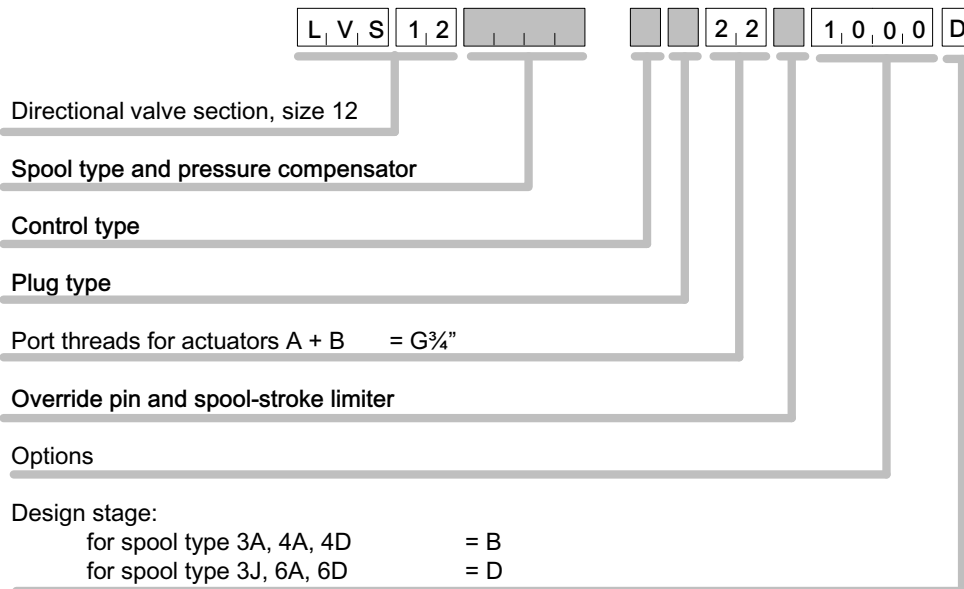 L V S 1 2 2 2 1 0 0 0 D
Directional valve section, size 12
Spool type and pressure compensator
Control type
Plug type
Port threads for actuators A + B = G¾”
Override pin and spool-stroke limiter
Options
Design stage:
for spool type 3A, 4A, 4D = B
for spool type 3J, 6A, 6D = D